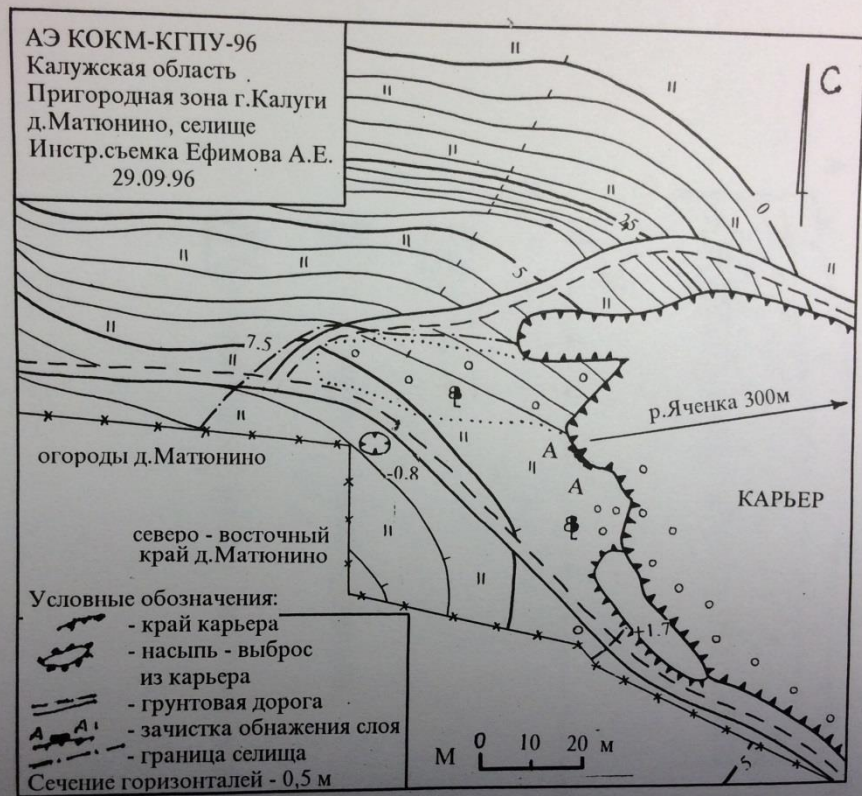 АЭ КОКМ-КГПУ-96
Калужская область
Пригородная зона г.Калуги
д.Матюнино, селище
Инстр.съемка Ефимова А.Е.
29.09.96
С
0
25
5
7.5
р.Яченка 300м
А
А
КАРЬЕР
огороды д.Матюнино
-0.8
северо - восточный
край д.Матюнино
+1.7
Условные обозначения:
- край карьера
- насыпь - выброс
из карьера
- грунтовая дорога
А А1 - зачистка обнажения слоя
- граница селища
Сечение горизонталей - 0,5 м
М 0 10 20 м
5